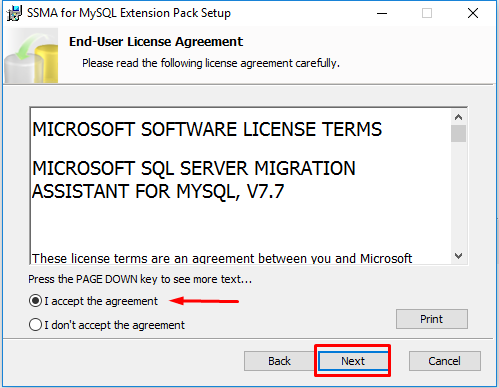 SSMA for MySQL Extension Pack Setup
End-User License Agreement
Please read the following license agreement carefully.
MICROSOFT SOFTWARE LICENSE TERMS
MICROSOFT SQL SERVER MIGRATION
ASSISTANT FOR MYSQL, V7.7
These license terms are an agreement between you and Microsoft
Press the PAGE DOWN key to see more text...
I accept the agreement
I don't accept the agreement
Print
Back
Next
Cancel